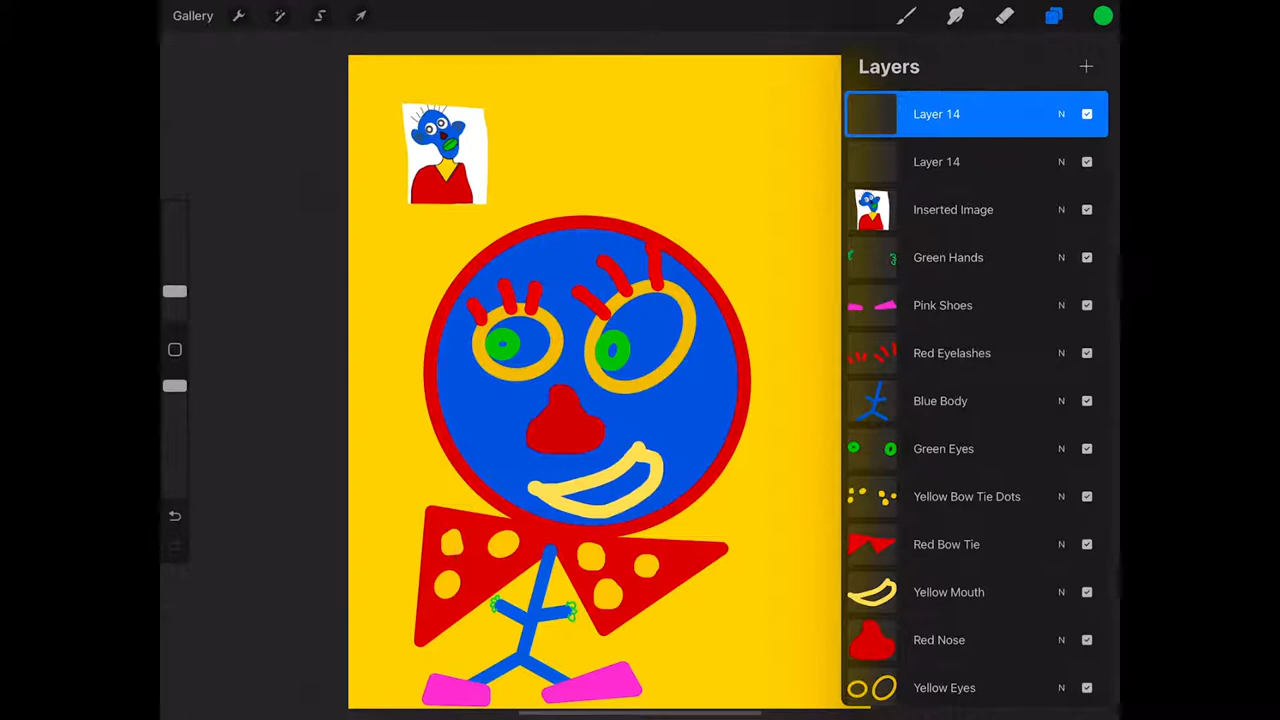 Gallery
Layers
Layer 14 N
Layer 14 N
Inserted Image N
Green Hands N
Pink Shoes N
Red Eyelashes N
Blue Body N
Green Eyes N
Yellow Bow Tie Dots N
Red Bow Tie N
Yellow Mouth N
Red Nose N
Yellow Eyes N